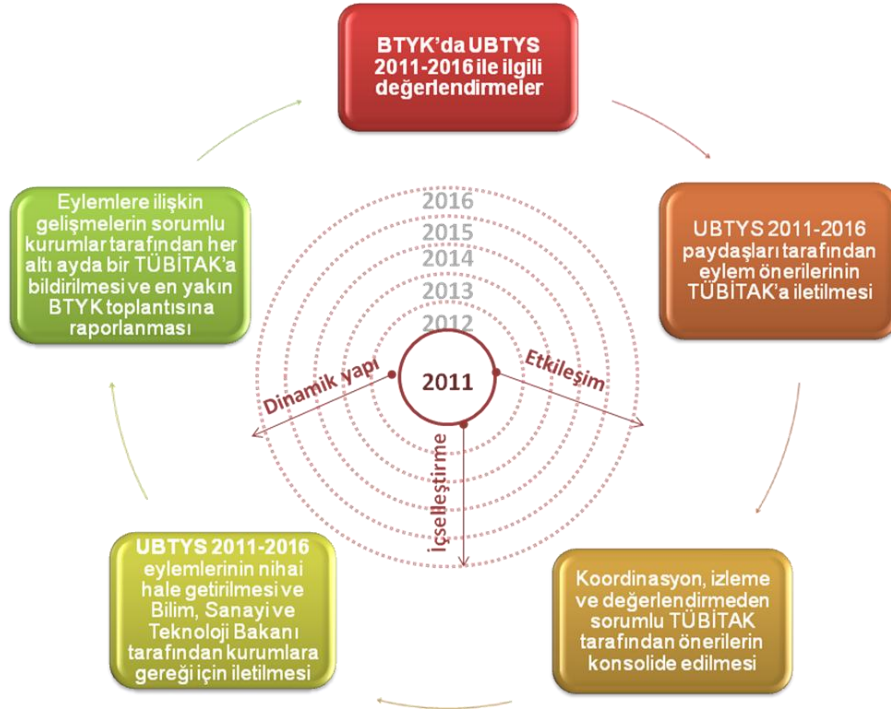 BTYK’da UBTYS
2011-2016 ile ilgili
değerlendirmeler
UBTYS 2011-2016
paydaşları tarafından
eylem önerilerinin
TÜBİTAK’a iletilmesi
Koordinasyon, izleme
ve değerlendirmeden
sorumlu TÜBİTAK
tarafından önerilerin
konsolide edilmesi
UBTYS 2011-2016
eylemlerinin nihai
hale getirilmesi ve
Bilim, Sanayi ve
Teknoloji Bakanı
tarafından kurumlara
gereği için iletilmesi
Eylemlere ilişkin
gelişmelerin sorumlu
kurumlar tarafından her
altı ayda bir TÜBİTAK’a
bildirilmesi ve en yakın
BTYK toplantısına
raporlanması
2016
2015
2014
2013
2012
2011
Dinamik yapı
Etkileşim
İçselleştirme